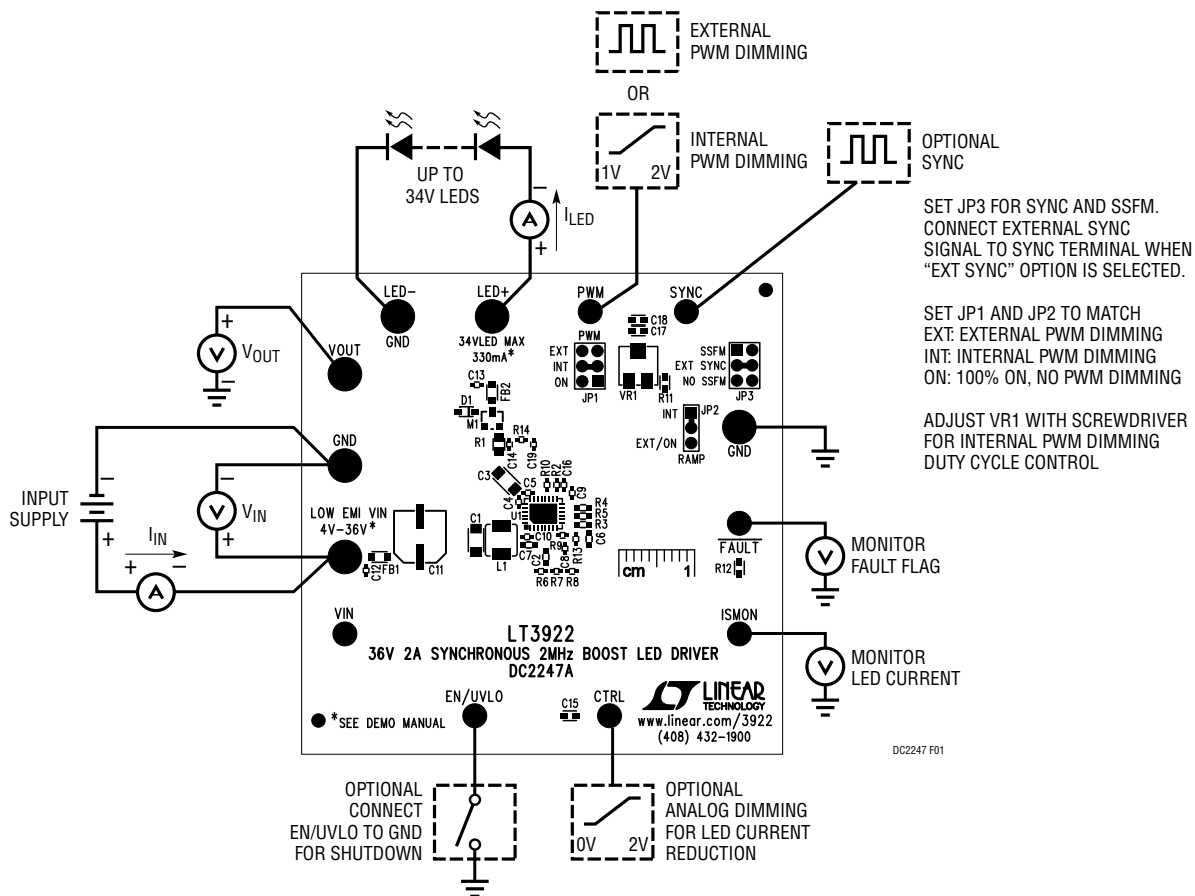 EXTERNAL
PWM DIMMING
OR
INTERNAL
PWM DIMMING
1V 2V
OPTIONAL
SYNC
UP TO
34V LEDS
A
ILED
SET JP3 FOR SYNC AND SSFM.
CONNECT EXTERNAL SYNC
SIGNAL TO SYNC TERMINAL WHEN
"EXT SYNC" OPTION IS SELECTED.
SET JP1 AND JP2 TO MATCH
EXT: EXTERNAL PWM DIMMING
INT: INTERNAL PWM DIMMING
ON: 100% ON, NO PWM DIMMING
ADJUST VR1 WITH SCREWDRIVER
FOR INTERNAL PWM DIMMING
DUTY CYCLE CONTROL
LED-
GND
LED+
34VLED MAX
330mA*
PWM
SYNC
C18
C17
PWM
EXT
INT
ON
JP1
VR1
R11
SSFM
EXT SYNC
NO SSFM
JP3
INT
JP2
EXT/ON
RAMP
GND
V
VOUT
VOUT
C13
FB2
D1
M1
R1
R14
C14
C19
C3
C5
C4
R10
R2
C16
C9
U1
R4
R5
R3
C6
C10
C7
R9
C8
R13
C2
R6 R7 R8
C1
L1
cm 1
GND
INPUT
SUPPLY
V
VIN
IIN
A
LOW EMI VIN
4V-36V*
C12
FB1
C11
VIN
FAULT
R12
V
MONITOR
FAULT FLAG
ISMON
V
MONITOR
LED CURRENT
LT3922
36V 2A SYNCHRONOUS 2MHz BOOST LED DRIVER
DC2247A
EN/UVLO
C15
CTRL
LINEAR
TECHNOLOGY
www.linear.com/3922
(408) 432-1900
*SEE DEMO MANUAL
DC2247 F01
OPTIONAL
CONNECT
EN/UVLO TO GND
FOR SHUTDOWN
0V 2V
OPTIONAL
ANALOG DIMMING
FOR LED CURRENT
REDUCTION